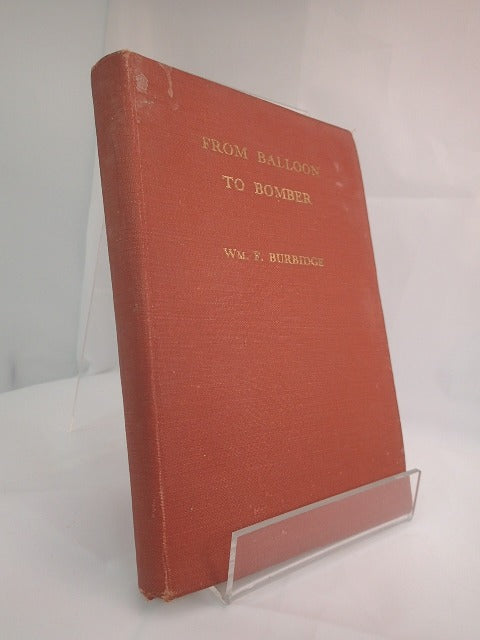 FROM BALLOON
TO BOMBER
WM. F. BURBIDGE